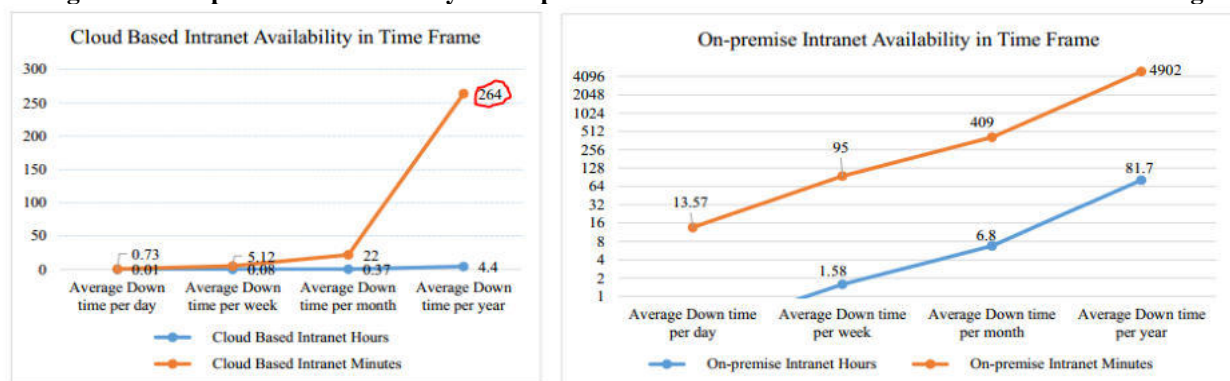 Cloud Based Intranet Availability in Time Frame
300
250
200
150
100
50
0
264
0.73
0.01
5.12
0.08
22
0.37
4.4
Average Down time per day
Average Down time per week
Average Down time per month
Average Down time per year
Cloud Based Intranet Hours
Cloud Based Intranet Minutes
On-premise Intranet Availability in Time Frame
4096
2048
1024
512
256
128
64
32
16
8
4
2
1
13.57
95
409
4902
1.58
6.8
81.7
Average Down time per day
Average Down time per week
Average Down time per month
Average Down time per year
On-premise Intranet Hours
On-premise Intranet Minutes